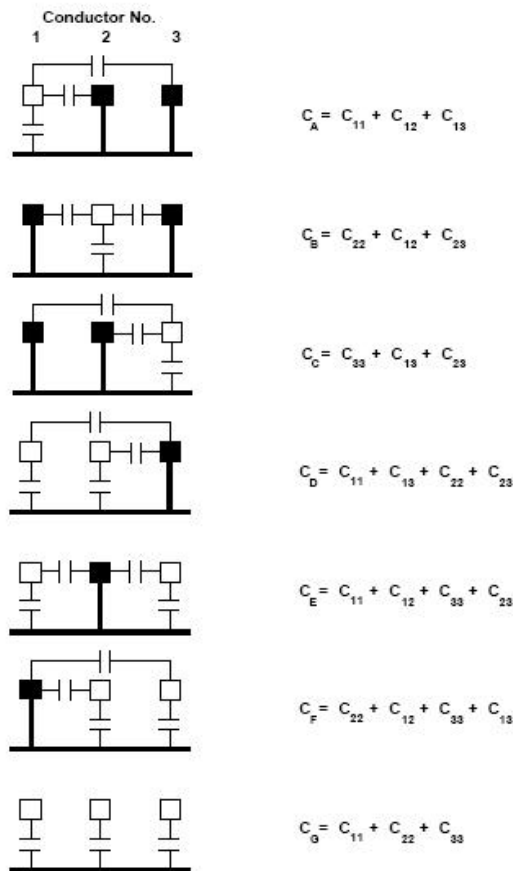 Conductor No.
1 2 3
C_A = C_11 + C_12 + C_13
C_B = C_22 + C_12 + C_23
C_C = C_33 + C_13 + C_23
C_D = C_11 + C_13 + C_22 + C_23
C_E = C_11 + C_12 + C_33 + C_23
C_F = C_22 + C_12 + C_33 + C_13
C_G = C_11 + C_22 + C_33